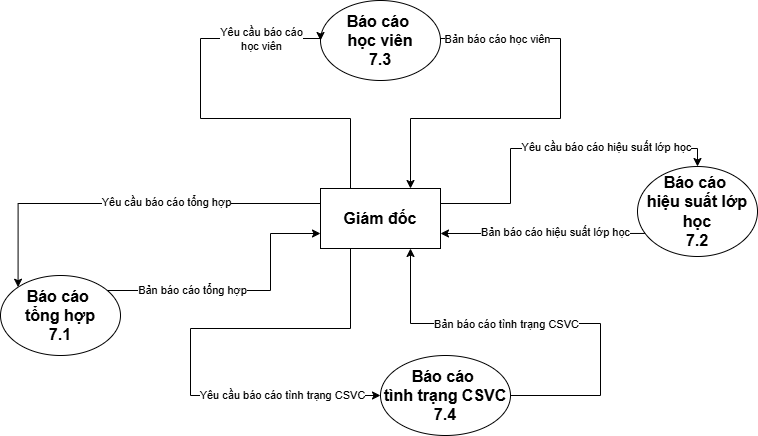 Báo cáo
học viên
7.3
Yêu cầu báo cáo
học viên
Bản báo cáo học viên
Yêu cầu báo cáo hiệu suất lớp học
Báo cáo
hiệu suất lớp
học
7.2
Yêu cầu báo cáo tổng hợp
Giám đốc
Bản báo cáo hiệu suất lớp học
Bản báo cáo tổng hợp
Báo cáo
tổng hợp
7.1
Bản báo cáo tình trạng CSVC
Yêu cầu báo cáo tình trạng CSVC
Báo cáo
tình trạng CSVC
7.4